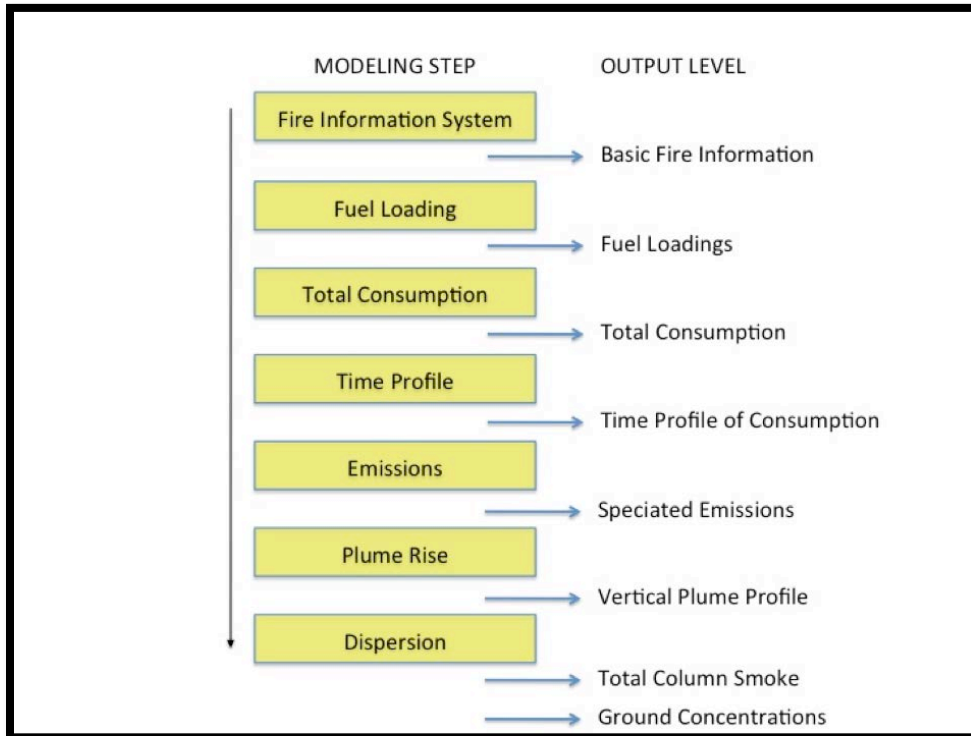 MODELING STEP
OUTPUT LEVEL
Fire Information System
Basic Fire Information
Fuel Loading
Fuel Loadings
Total Consumption
Total Consumption
Time Profile
Time Profile of Consumption
Emissions
Speciated Emissions
Plume Rise
Vertical Plume Profile
Dispersion
Total Column Smoke
Ground Concentrations